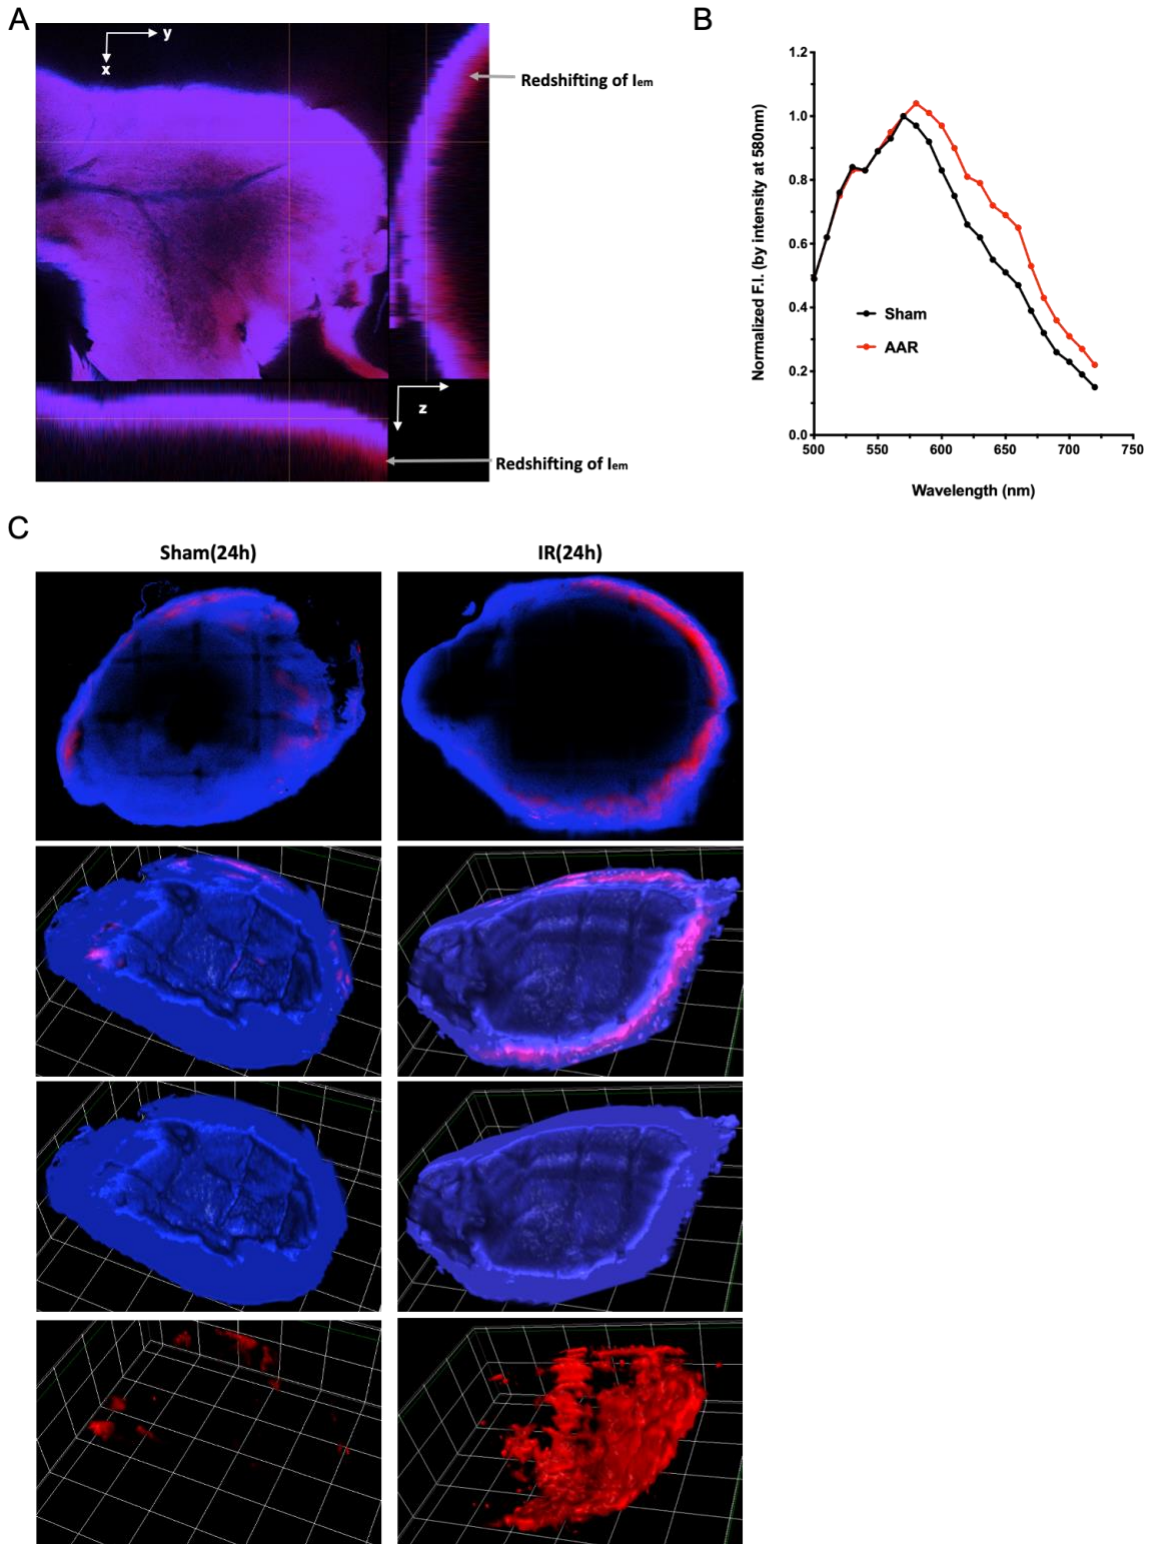 A
y
x
z
Redshifting of Iem
Redshifting of Iem
B
Normalized F.I. (by intensity at 580nm)
1.2
1.0
0.8
0.6
0.4
0.2
0.0
500
550
600
650
700
750
Wavelength (nm)
Sham
AAR
C
Sham(24h)
IR(24h)